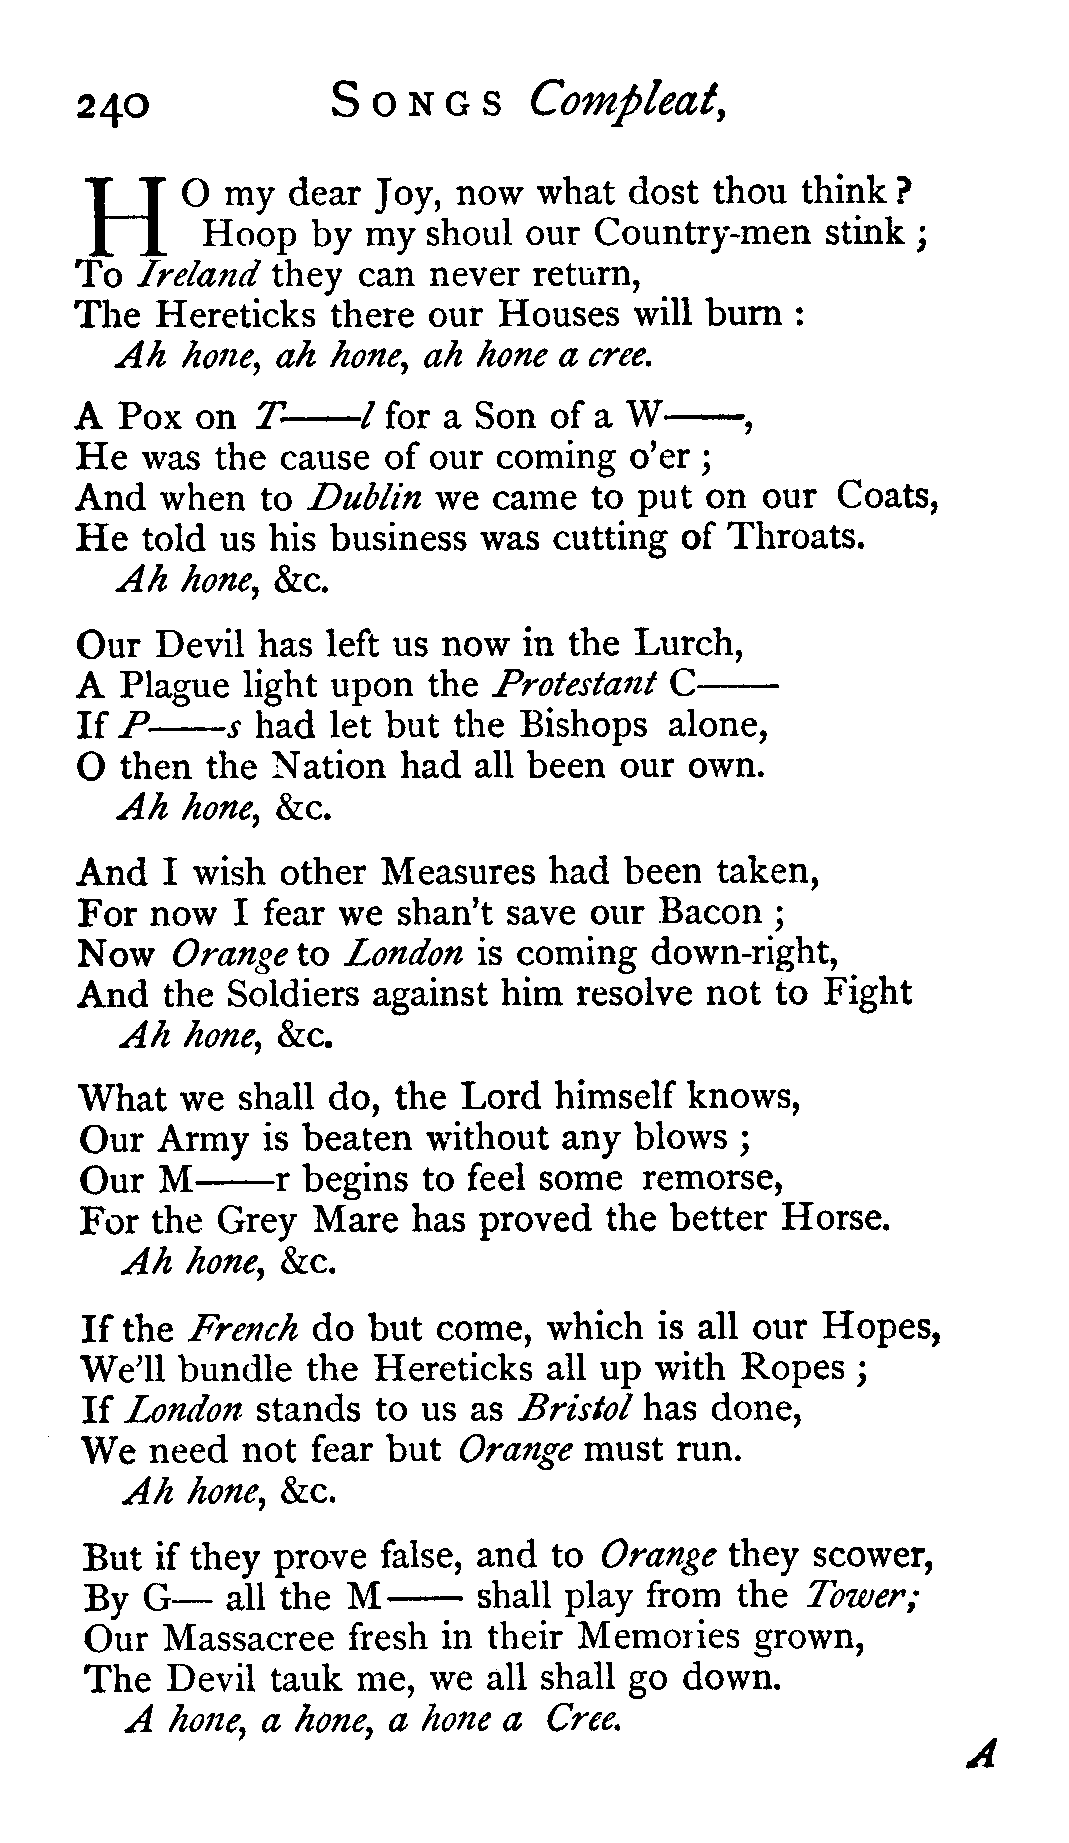 240 SONGS Compleat,
HO my dear Joy, now what dost thou think ?
Hoop by my shoul our Country-men stink ;
To Ireland they can never return,
The Hereticks there our Houses will burn :
Ah hone, ah hone, ah hone a cree.
A Pox on T——l for a Son of a W——,
He was the cause of our coming o'er ;
And when to Dublin we came to put on our Coats,
He told us his business was cutting of Throats.
Ah hone, &c.
Our Devil has left us now in the Lurch,
A Plague light upon the Protestant C——
If P——s had let but the Bishops alone,
O then the Nation had all been our own.
Ah hone, &c.
And I wish other Measures had been taken,
For now I fear we shan't save our Bacon ;
Now Orange to London is coming down-right,
And the Soldiers against him resolve not to Fight
Ah hone, &c.
What we shall do, the Lord himself knows,
Our Army is beaten without any blows ;
Our M——r begins to feel some remorse,
For the Grey Mare has proved the better Horse.
Ah hone, &c.
If the French do but come, which is all our Hopes,
We'll bundle the Hereticks all up with Ropes ;
If London stands to us as Bristol has done,
We need not fear but Orange must run.
Ah hone, &c.
But if they prove false, and to Orange they scower,
By G— all the M—— shall play from the Tower;
Our Massacree fresh in their Memories grown,
The Devil tauk me, we all shall go down.
A hone, a hone, a hone a Cree.
A